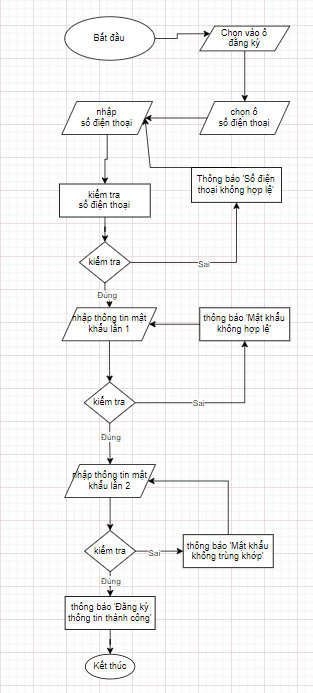 Bắt đầu
Chọn vào ô
đăng ký
chọn ô
số điện thoại
nhập
số điện thoại
kiểm tra
số điện thoại
Thông báo 'Số điện
thoại không hợp lệ'
kiểm tra
Sai
Đúng
nhập thông tin mật
khẩu lần 1
thông báo 'Mật khẩu
không hợp lệ'
kiểm tra
Sai
Đúng
nhập thông tin mật
khẩu lần 2
kiểm tra
Sai
thông báo 'Mật khẩu
không trùng khớp'
Đúng
thông báo 'Đăng ký
thông tin thành công'
Kết thúc